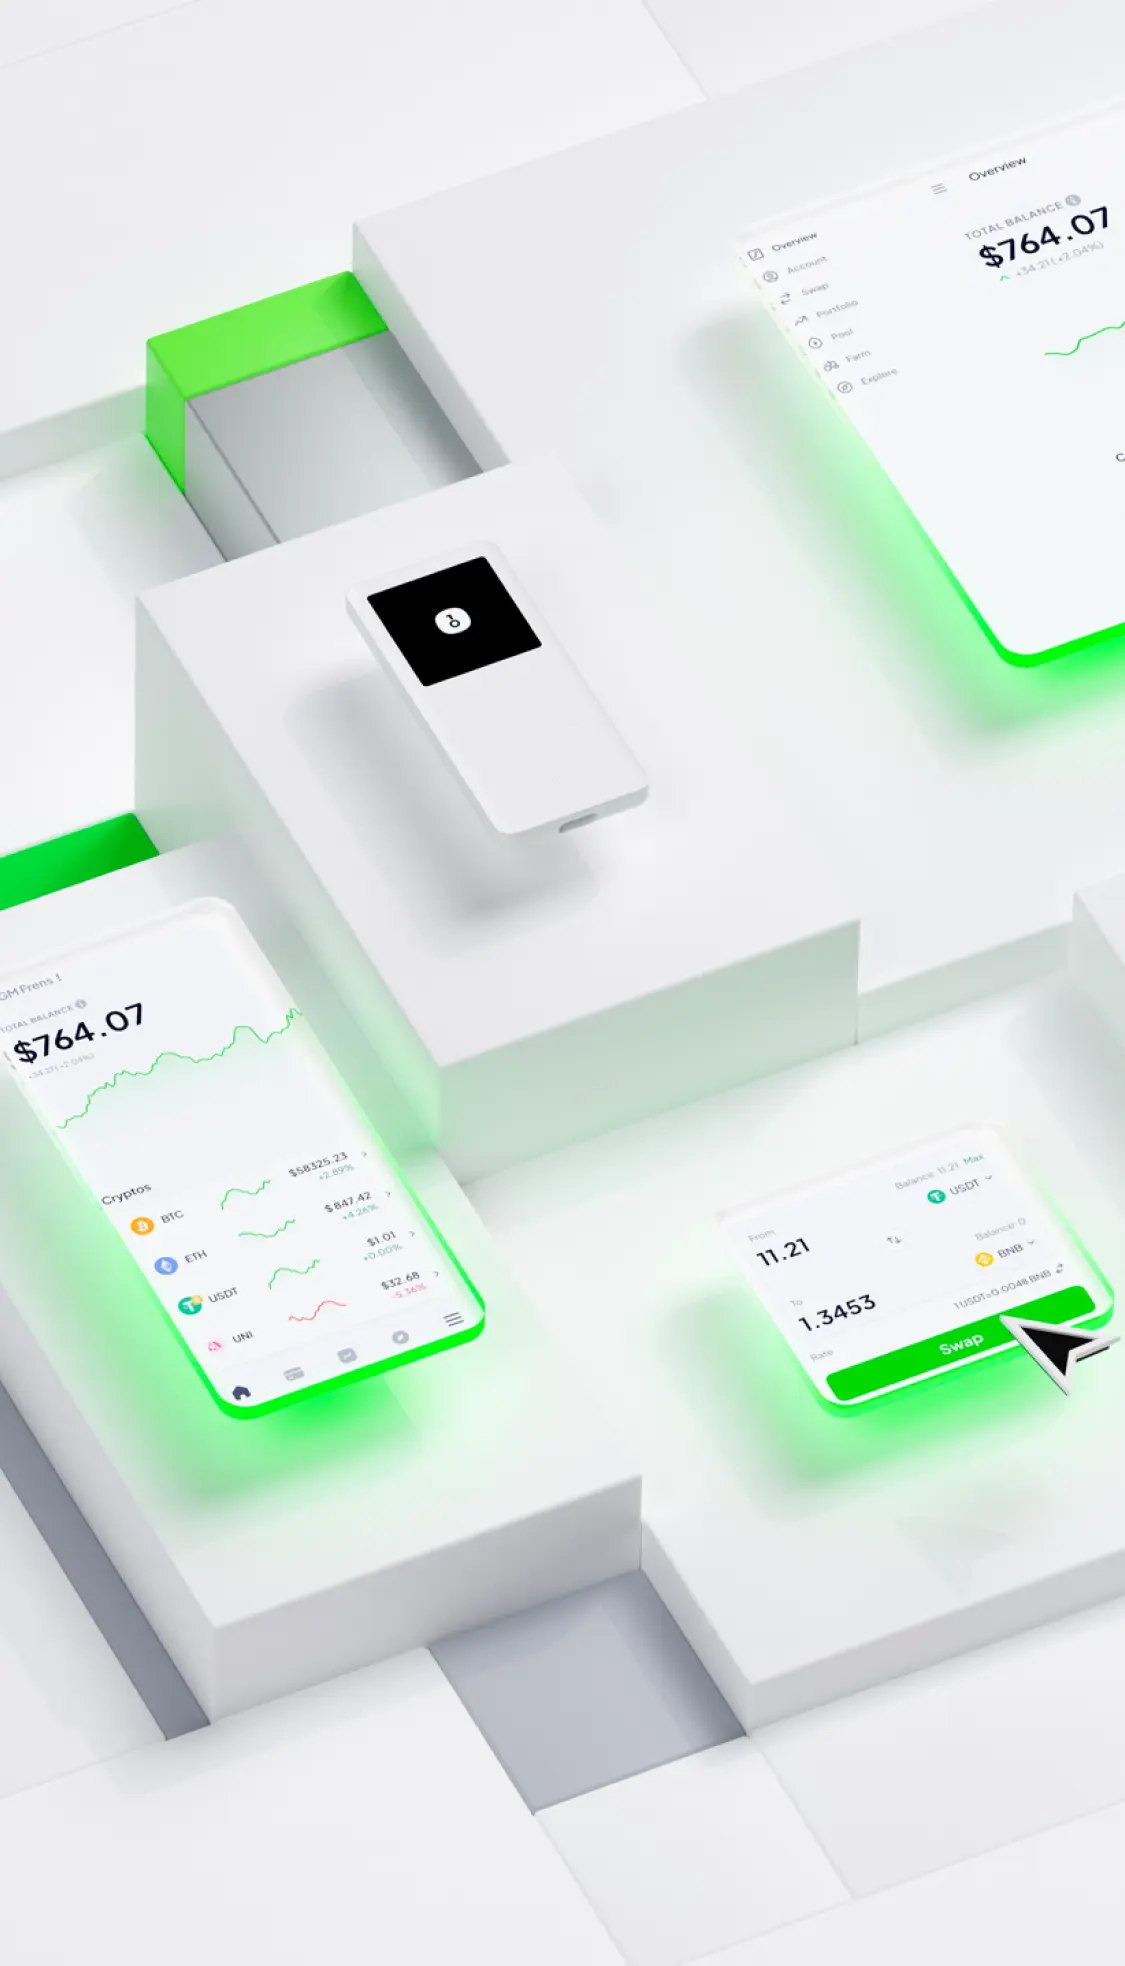 Overview
TOTAL BALANCE
$764.07
+34.21 (+2.04%)
Overview
Account
Swap
Portfolio
Pool
Farm
Explore
GM Frens !
TOTAL BALANCE
$764.07
+34.21 (+2.04%)
Cryptos
BTC
$58325.23
+2.89%
ETH
$847.42
+4.26%
USDT
$1.01
+0.00%
UNI
$32.68
-5.36%
From
Balance: 11.21 Max
11.21
USDT
To
Balance: 0
1.3453
BNB
Rate
1 USDT=0.0048 BNB
Swap